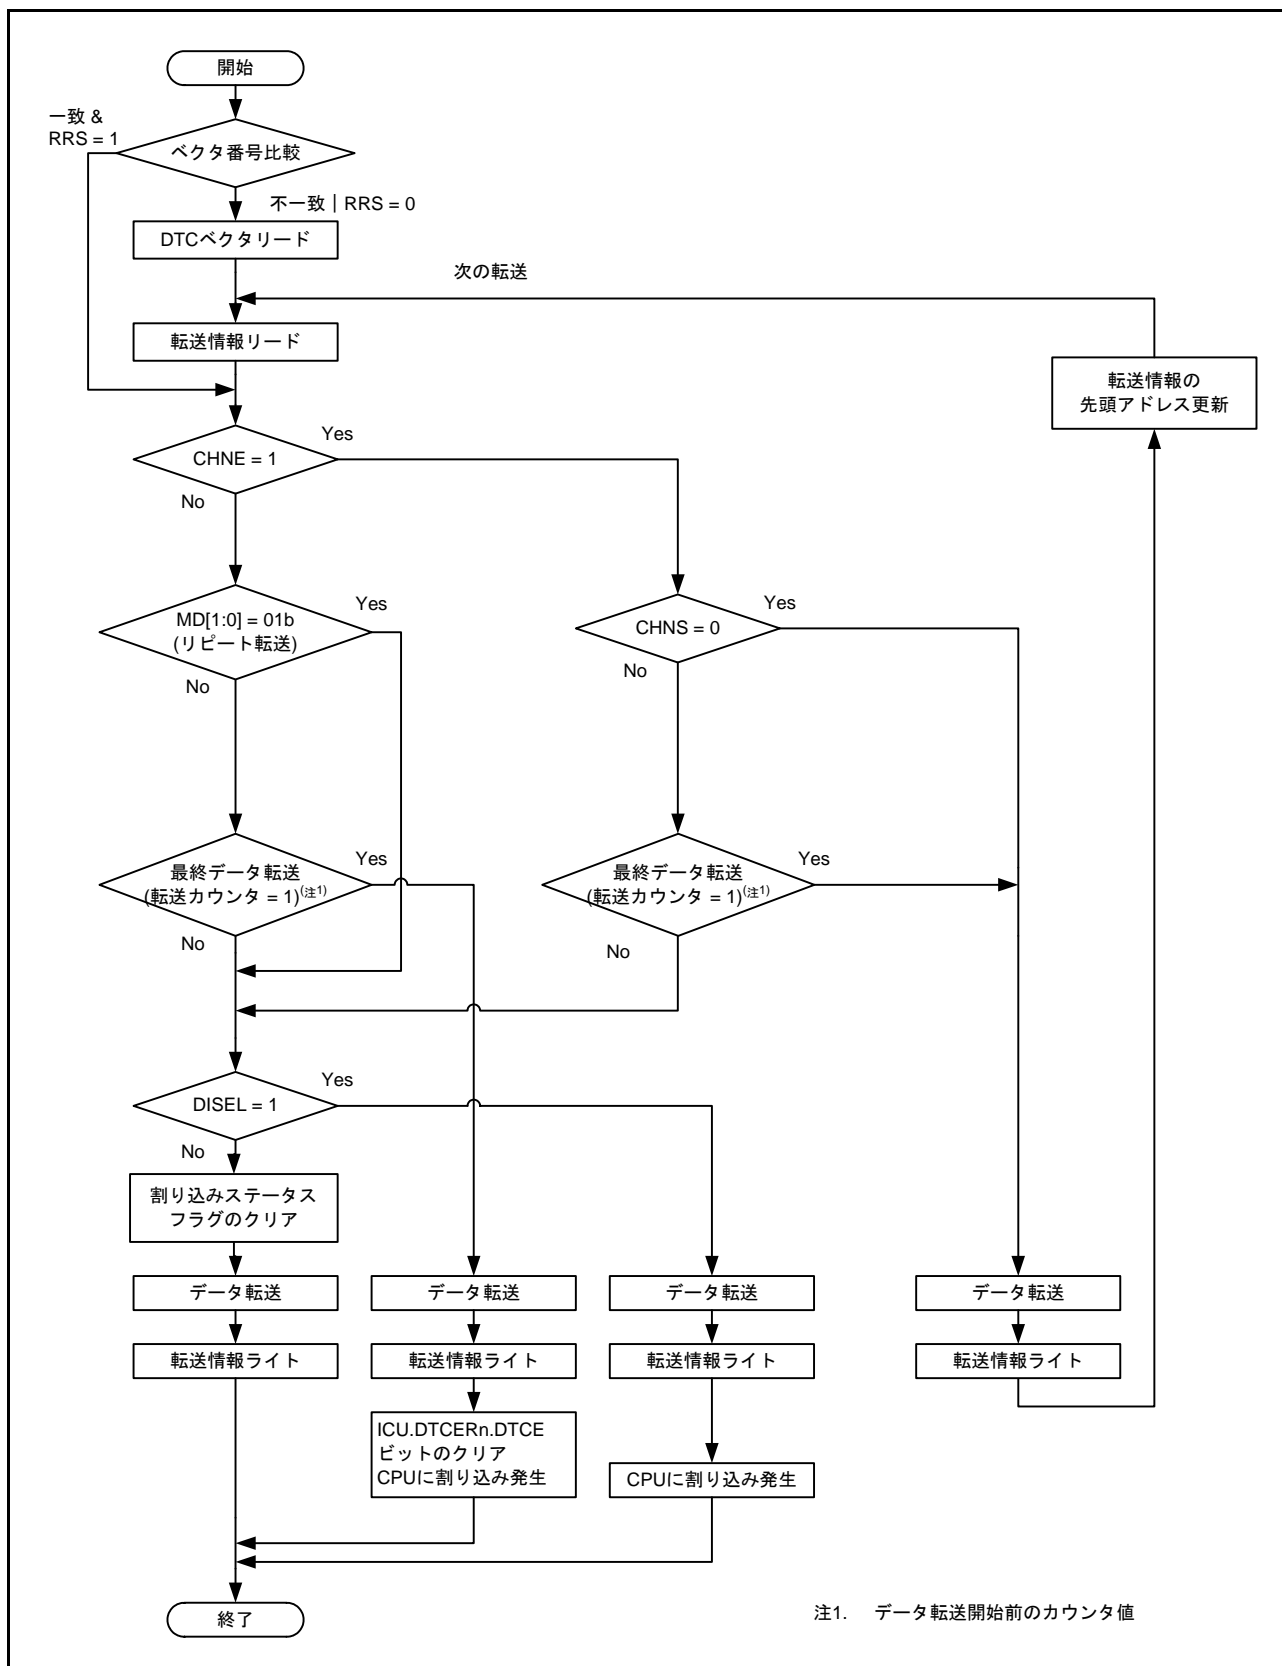 開始
一致 &
RRS = 1
ベクタ番号比較
不一致 | RRS = 0
DTCベクタリード
次の転送
転送情報リード
転送情報の
先頭アドレス更新
CHNE = 1
Yes
No
MD[1:0] = 01b
(リピート転送)
Yes
No
CHNS = 0
Yes
No
最終データ転送
(転送カウンタ = 1)(注1)
Yes
No
最終データ転送
(転送カウンタ = 1)(注1)
Yes
No
DISEL = 1
Yes
No
割り込みステータス
フラグのクリア
データ転送
データ転送
データ転送
データ転送
転送情報ライト
転送情報ライト
転送情報ライト
転送情報ライト
ICU.DTCERn.DTCE
ビットのクリア
CPUに割り込み発生
CPUに割り込み発生
終了
注1. データ転送開始前のカウンタ値